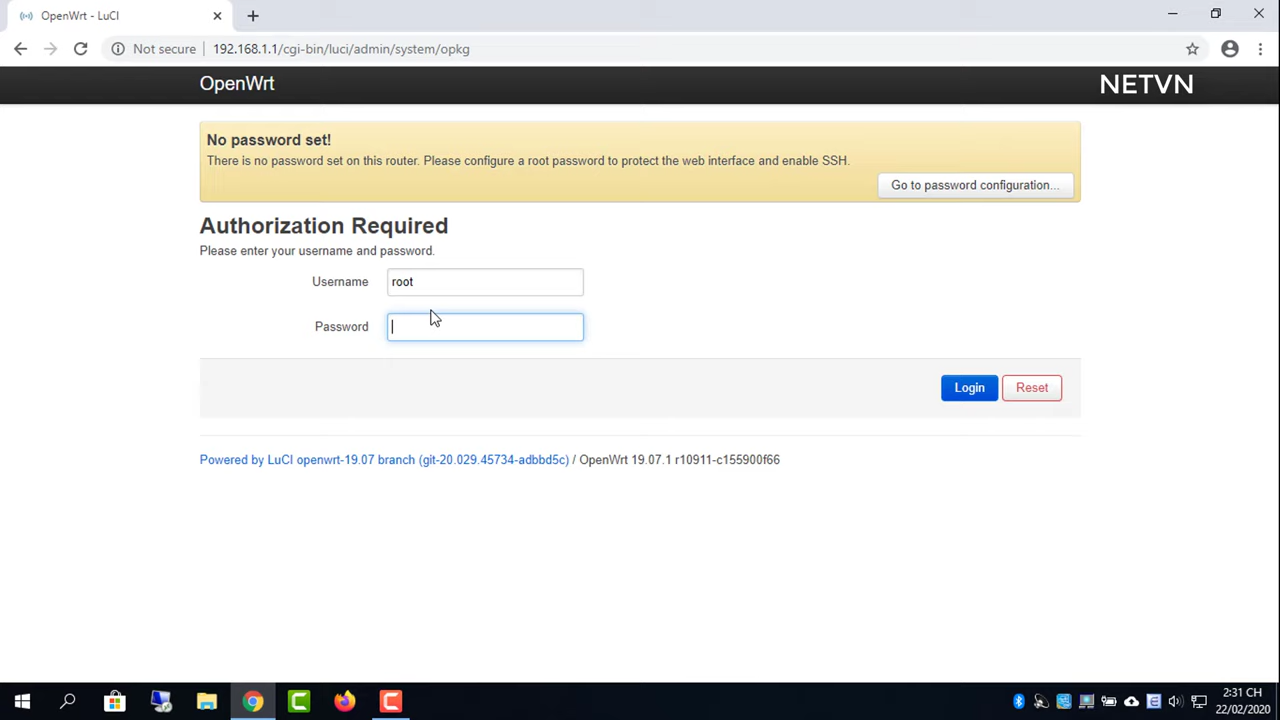 OpenWrt - LuCI
Not secure
192.168.1.1/cgi-bin/luci/admin/system/opkg
OpenWrt
NETVN
No password set!
There is no password set on this router. Please configure a root password to protect the web interface and enable SSH.
Go to password configuration...
Authorization Required
Please enter your username and password.
Username root
Password
Login Reset
Powered by LuCI openwrt-19.07 branch (git-20.029.45734-adbbd5c) / OpenWrt 19.07.1 r10911-c155900f66
2:31 CH
22/02/2020